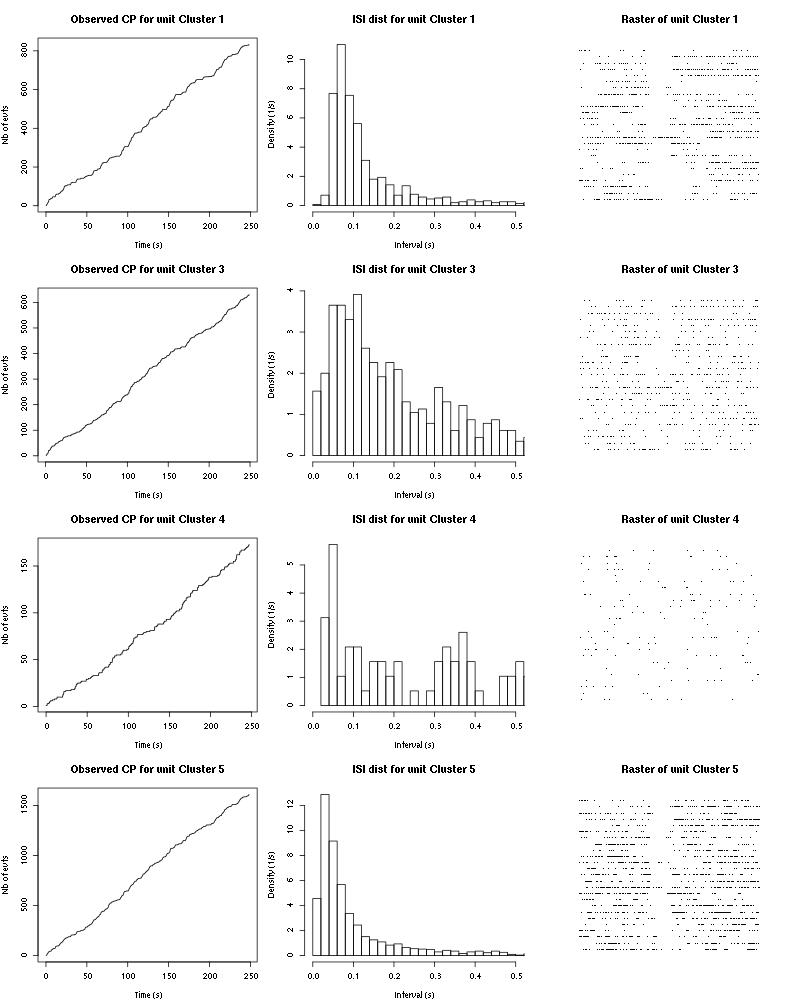 Observed CP for unit Cluster 1
ISI dist for unit Cluster 1
Raster of unit Cluster 1
Nb of evts
0 200 400 600 800
0 50 100 150 200 250
Time (s)
Density (1/s)
0 2 4 6 8 10
0.0 0.1 0.2 0.3 0.4 0.5
Interval (s)
Observed CP for unit Cluster 3
ISI dist for unit Cluster 3
Raster of unit Cluster 3
Nb of evts
0 100 200 300 400 500 600
0 50 100 150 200 250
Time (s)
Density (1/s)
0 1 2 3 4
0.0 0.1 0.2 0.3 0.4 0.5
Interval (s)
Observed CP for unit Cluster 4
ISI dist for unit Cluster 4
Raster of unit Cluster 4
Nb of evts
0 50 100 150
0 50 100 150 200 250
Time (s)
Density (1/s)
0 1 2 3 4 5
0.0 0.1 0.2 0.3 0.4 0.5
Interval (s)
Observed CP for unit Cluster 5
ISI dist for unit Cluster 5
Raster of unit Cluster 5
Nb of evts
0 500 1000 1500
0 50 100 150 200 250
Time (s)
Density (1/s)
0 2 4 6 8 10 12
0.0 0.1 0.2 0.3 0.4 0.5
Interval (s)